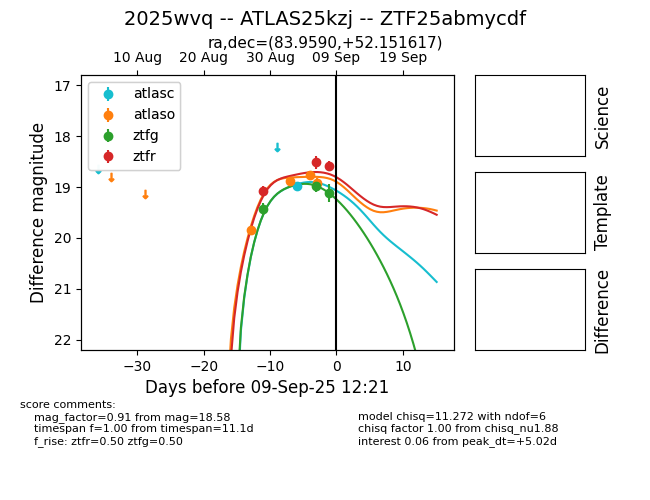 2025wvq -- ATLAS25kzj -- ZTF25abmycdf
ra,dec=(83.9590,+52.151617)
10 Aug 20 Aug 30 Aug 09 Sep 19 Sep
17
18
19
20
21
22
Difference magnitude
atlasc
atlaso
ztfg
ztfr
−30 −20 −10 0 10
Days before 09-Sep-25 12:21
Science
Template
Difference
score comments:
mag_factor=0.91 from mag=18.58
timespan f=1.00 from timespan=11.1d
f_rise: ztfr=0.50 ztfg=0.50
model chisq=11.272 with ndof=6
chisq factor 1.00 from chisq_nu1.88
interest 0.06 from peak_dt=+5.02d